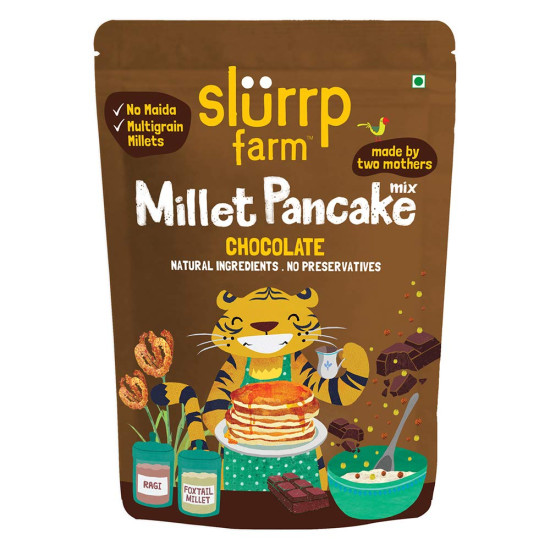 ✓ No Maida
✓ Multigrain
Millets
slürrp
farm™
made by
two mothers
Millet Pancake
mix
CHOCOLATE
NATURAL INGREDIENTS . NO PRESERVATIVES
RAGI
FOXTAIL
MILLET